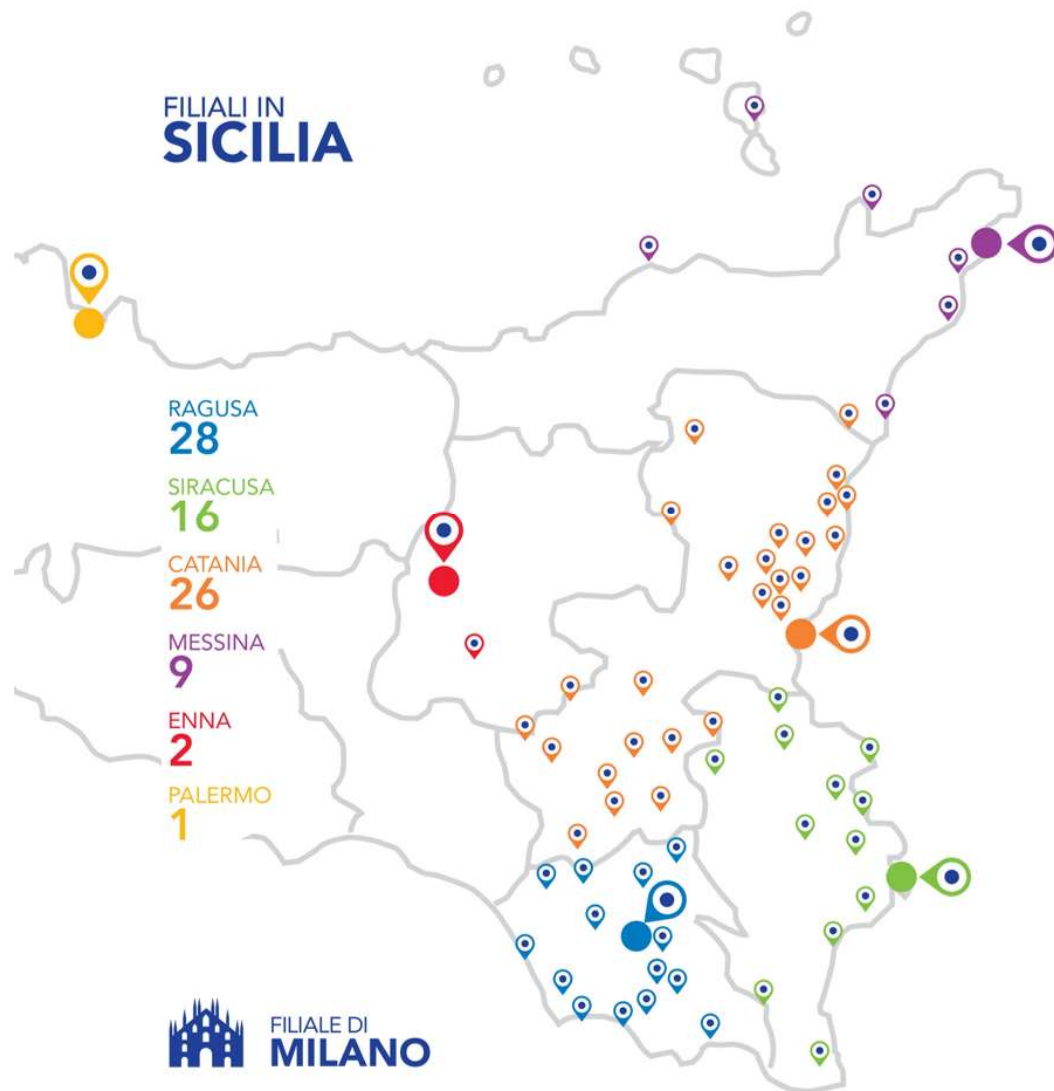 FILIALI IN
SICILIA
RAGUSA
28
SIRACUSA
16
CATANIA
26
MESSINA
9
ENNA
2
PALERMO
1
FILIALE DI
MILANO